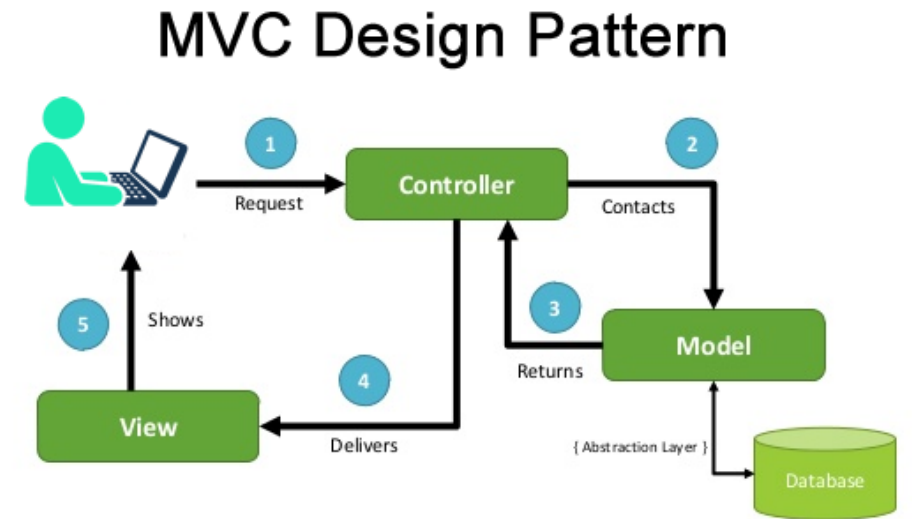 MVC Design Pattern
1
Request
Controller
2
Contacts
3
Returns
Model
4
Delivers
5
Shows
View
{ Abstraction Layer }
Database